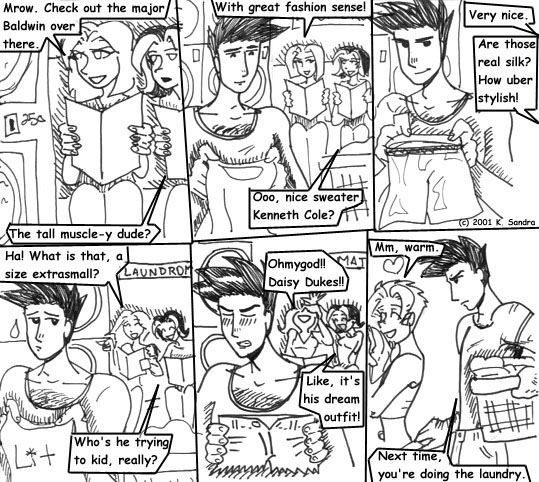 Mrow. Check out the major
Baldwin over
there.
25¢
The tall muscle-y dude?
With great fashion sense!
Ooo, nice sweater.
Kenneth Cole?
Very nice.
Are those
real silk?
How uber
stylish!
(c) 2001 K. Sandra
Ha! What is that, a
size extrasmall?
LAUNDROM
Who's he trying
to kid, really?
Ohmygod!!
Daisy Dukes!!
MAT
Like, it's
his dream
outfit!
Mm, warm.
Next time,
you're doing the laundry.